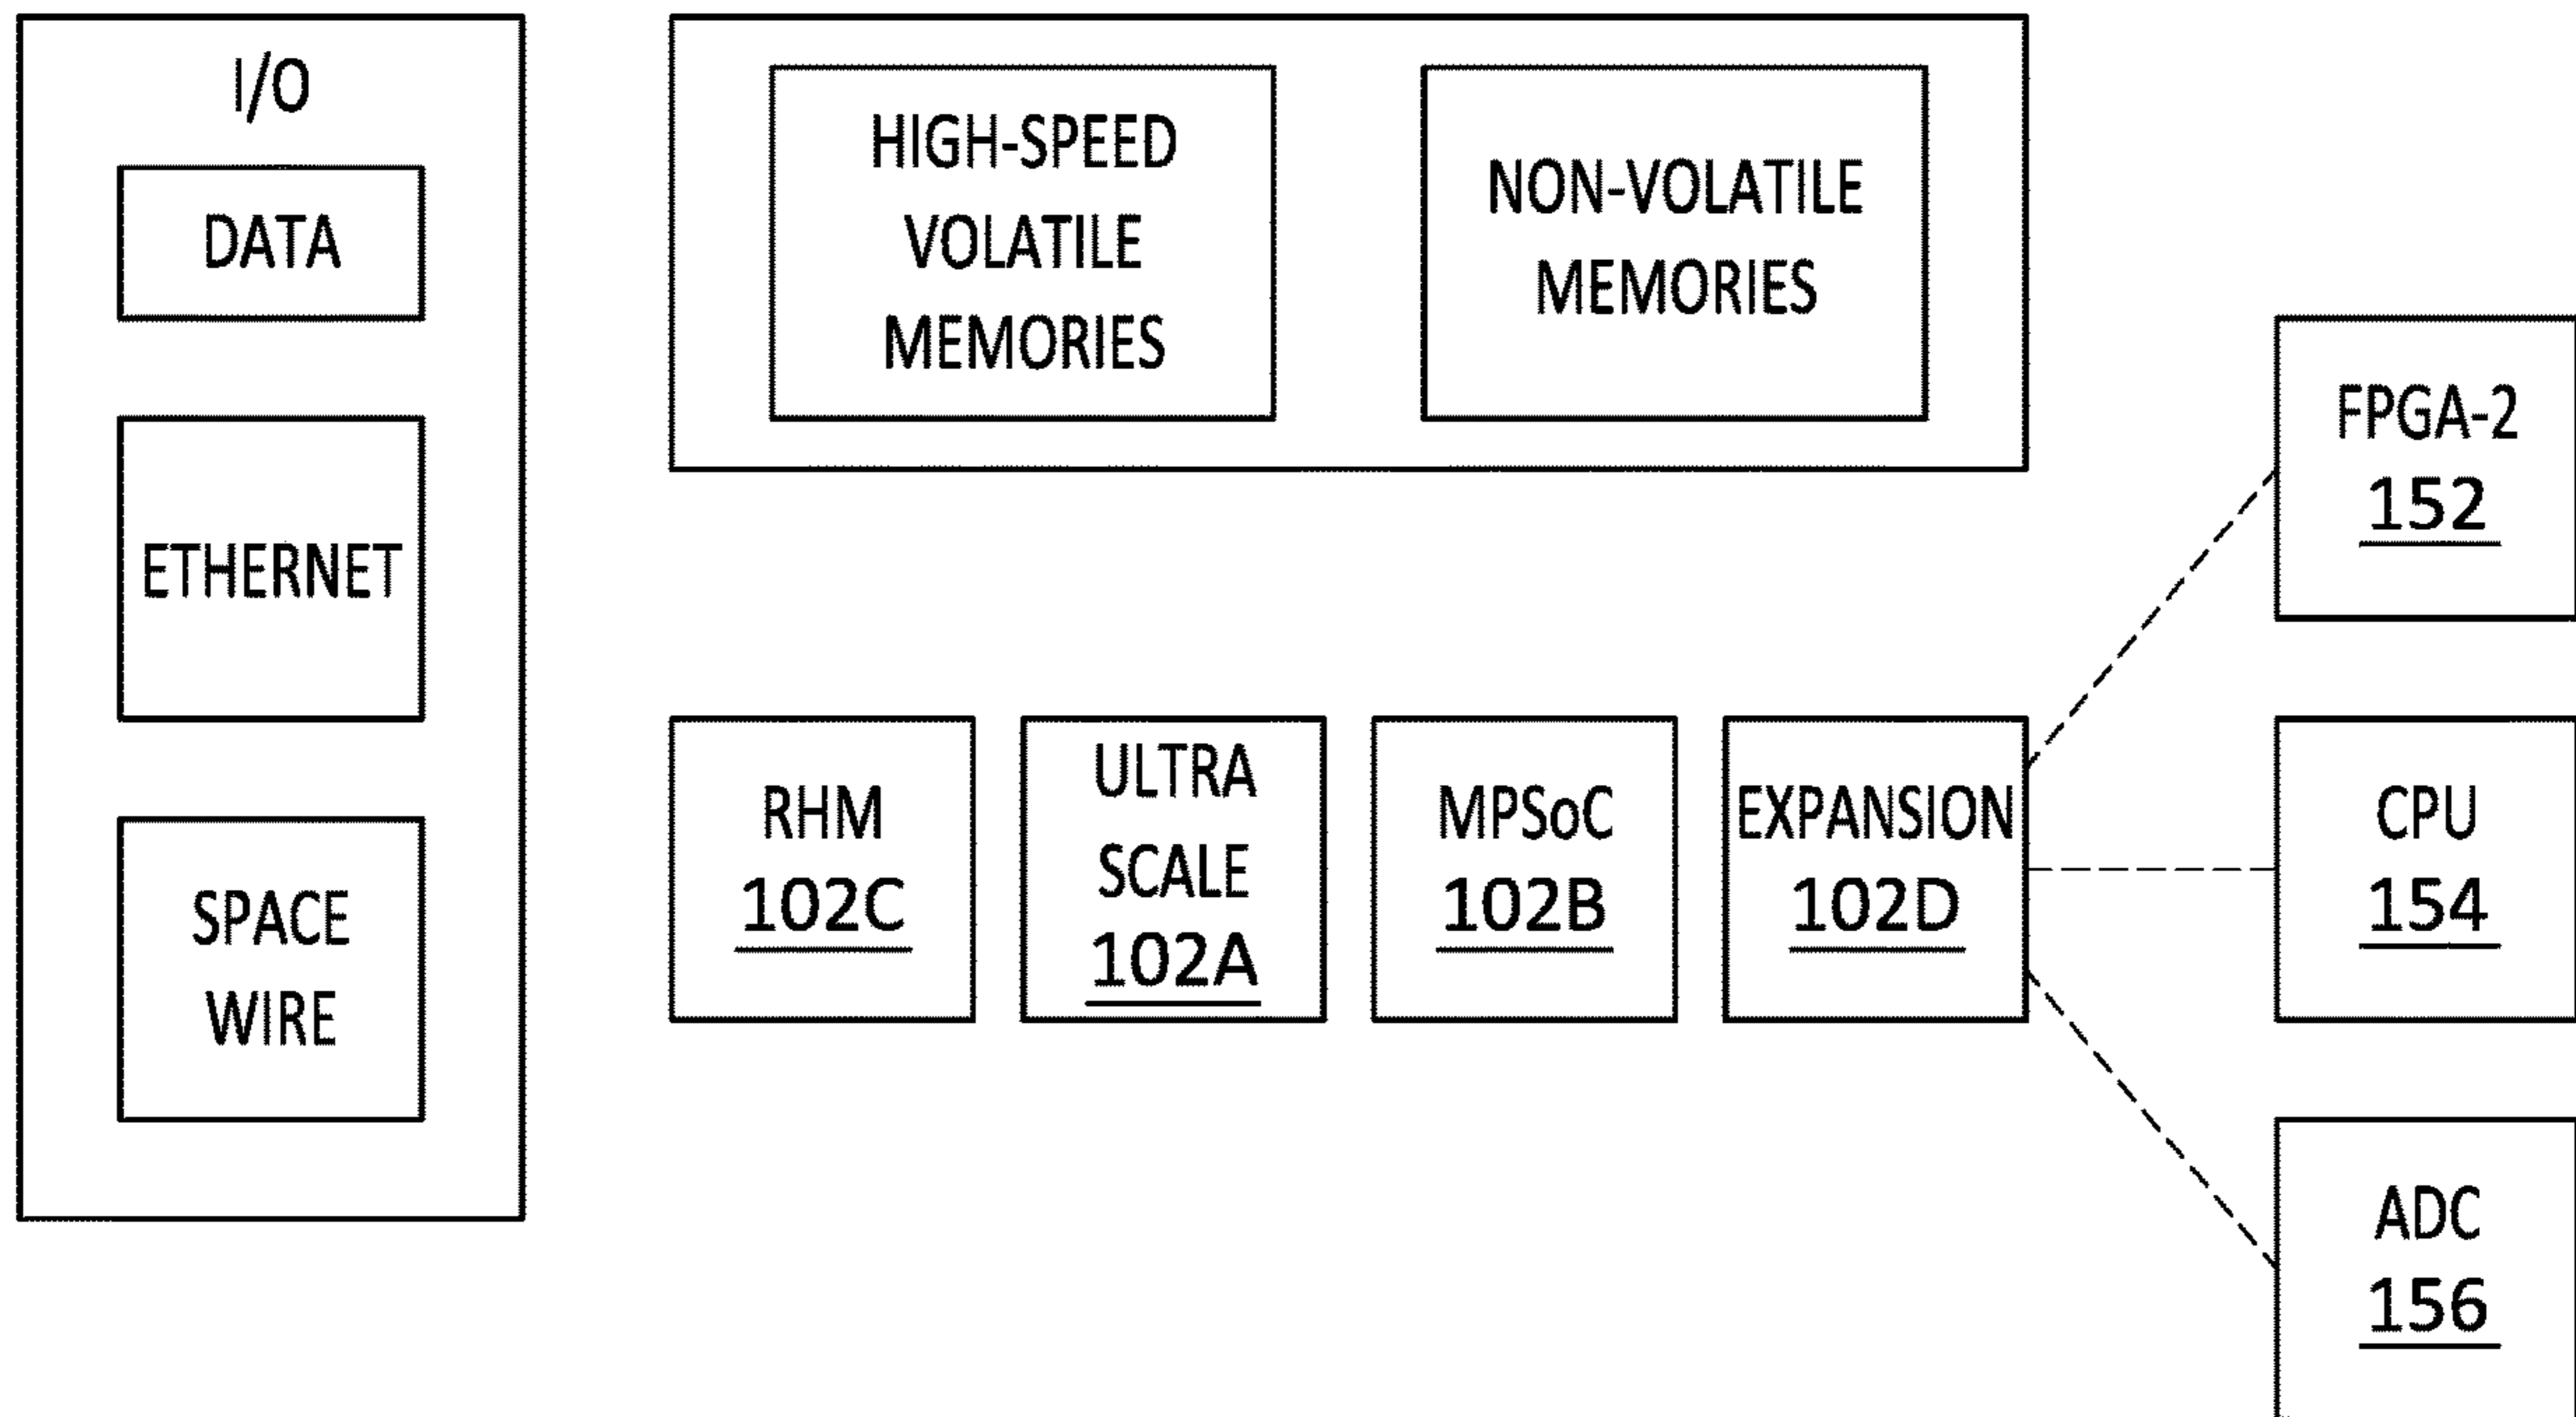 I/O
DATA
ETHERNET
SPACE
WIRE
HIGH-SPEED
VOLATILE
MEMORIES
NON-VOLATILE
MEMORIES
RHM
102C
ULTRA
SCALE
102A
MPSoC
102B
EXPANSION
102D
FPGA-2
152
CPU
154
ADC
156